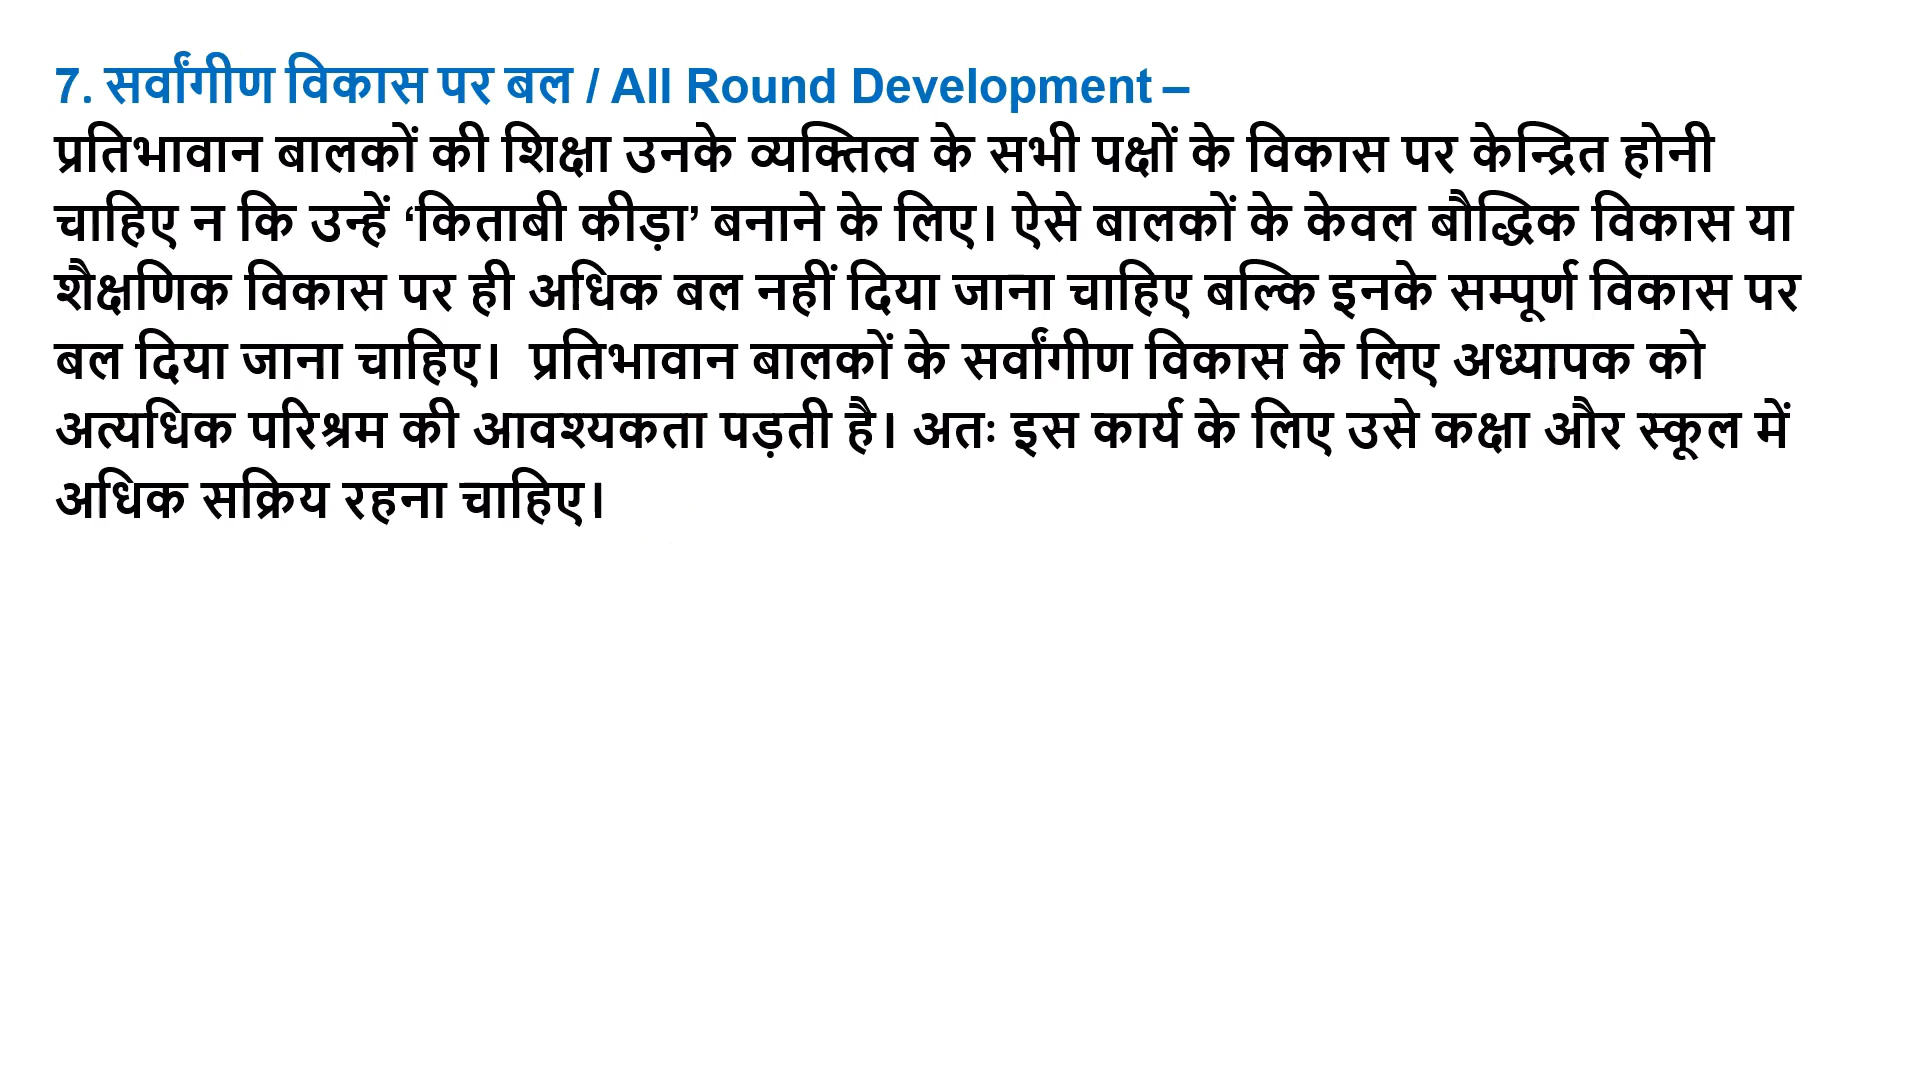 7. सर्वांगीण विकास पर बल / All Round Development –
प्रतिभावान बालकों की शिक्षा उनके व्यक्तित्व के सभी पक्षों के विकास पर केन्द्रित होनी
चाहिए न कि उन्हें ‘किताबी कीड़ा’ बनाने के लिए। ऐसे बालकों के केवल बौद्धिक विकास या
शैक्षणिक विकास पर ही अधिक बल नहीं दिया जाना चाहिए बल्कि इनके सम्पूर्ण विकास पर
बल दिया जाना चाहिए।  प्रतिभावान बालकों के सर्वांगीण विकास के लिए अध्यापक को
अत्यधिक परिश्रम की आवश्यकता पड़ती है। अतः इस कार्य के लिए उसे कक्षा और स्कूल में
अधिक सक्रिय रहना चाहिए।